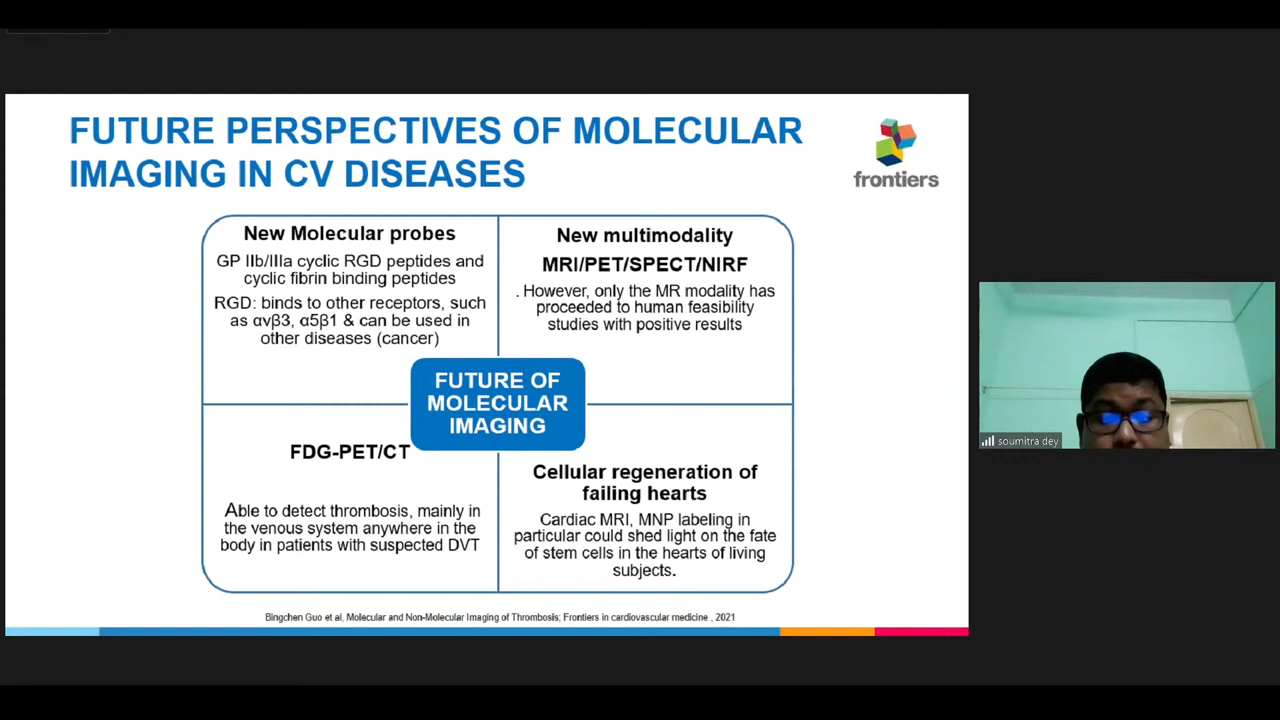 FUTURE PERSPECTIVES OF MOLECULAR
IMAGING IN CV DISEASES
frontiers
New Molecular probes
GP IIb/IIIa cyclic RGD peptides and
cyclic fibrin binding peptides
RGD: binds to other receptors, such
as αvβ3, α5β1 & can be used in
other diseases (cancer)
New multimodality
MRI/PET/SPECT/NIRF
. However, only the MR modality has
proceeded to human feasibility
studies with positive results
FUTURE OF
MOLECULAR
IMAGING
FDG-PET/CT
Able to detect thrombosis, mainly in
the venous system anywhere in the
body in patients with suspected DVT
Cellular regeneration of
failing hearts
Cardiac MRI, MNP labeling in
particular could shed light on the fate
of stem cells in the hearts of living
subjects.
Bingchen Guo et al, Molecular and Non-Molecular Imaging of Thrombosis; Frontiers in cardiovascular medicine , 2021
soumitra dey